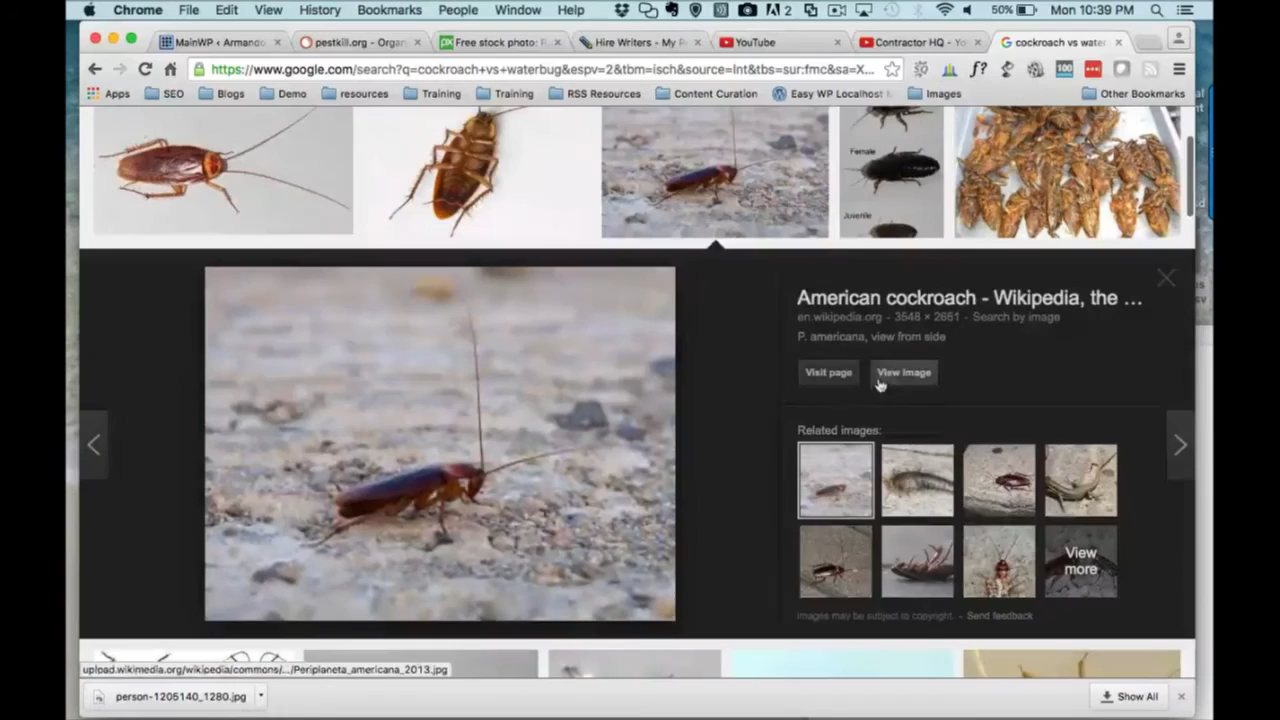 Chrome File Edit View History Bookmarks People Window Help 2 50% Mon 10:39 PM
MainWP ‹ Armando × pestkill.org - Organ × Free stock photo: F × Hire Writers - My P × YouTube × Contractor HQ - Yo × cockroach vs water ×
https://www.google.com/search?q=cockroach+vs+waterbug&espv=2&tbm=isch&source=lnt&tbs=sur:fmc&sa=X... f? 100
Apps SEO Blogs Demo resources Training Training RSS Resources Content Curation Easy WP Localhost Images Other Bookmarks
Female
Juvenile
American cockroach - Wikipedia, the ...
en.wikipedia.org - 3548 × 2661 - Search by image
P. americana, view from side
Visit page View image
Related images:
View
more
Images may be subject to copyright. - Send feedback
upload.wikimedia.org/wikipedia/commons/.../Periplaneta_americana_2013.jpg
person-1205140_1280.jpg Show All